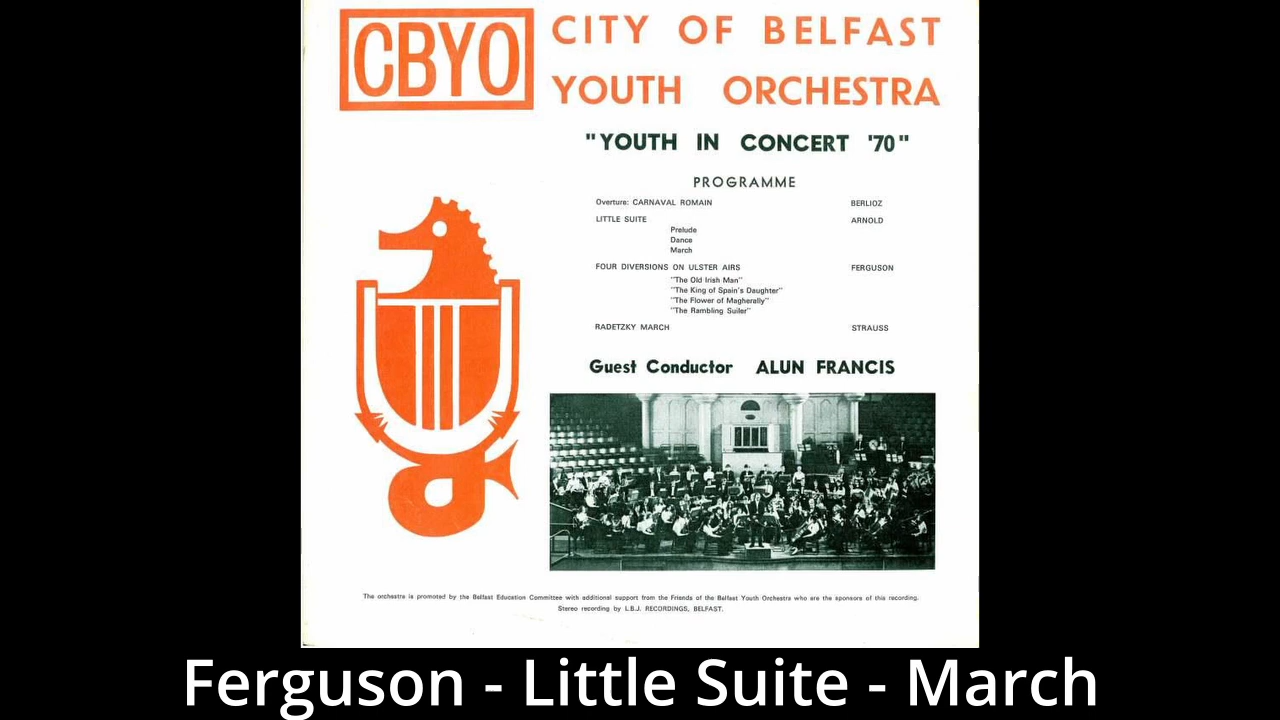 CBYO
CITY OF BELFAST
YOUTH ORCHESTRA
"YOUTH IN CONCERT '70"
PROGRAMME
Overture: CARNAVAL ROMAIN BERLIOZ
LITTLE SUITE ARNOLD
Prelude
Dance
March
FOUR DIVERSIONS ON ULSTER AIRS FERGUSON
"The Old Irish Man"
"The King of Spain's Daughter"
"The Flower of Magherally"
"The Rambling Suiler"
RADETZKY MARCH STRAUSS
Guest Conductor ALUN FRANCIS
The orchestra is promoted by the Belfast Education Committee with additional support from the Friends of the Belfast Youth Orchestra who are the sponsors of this recording.
Stereo recording by L.B.J. RECORDINGS, BELFAST.
Ferguson - Little Suite - March